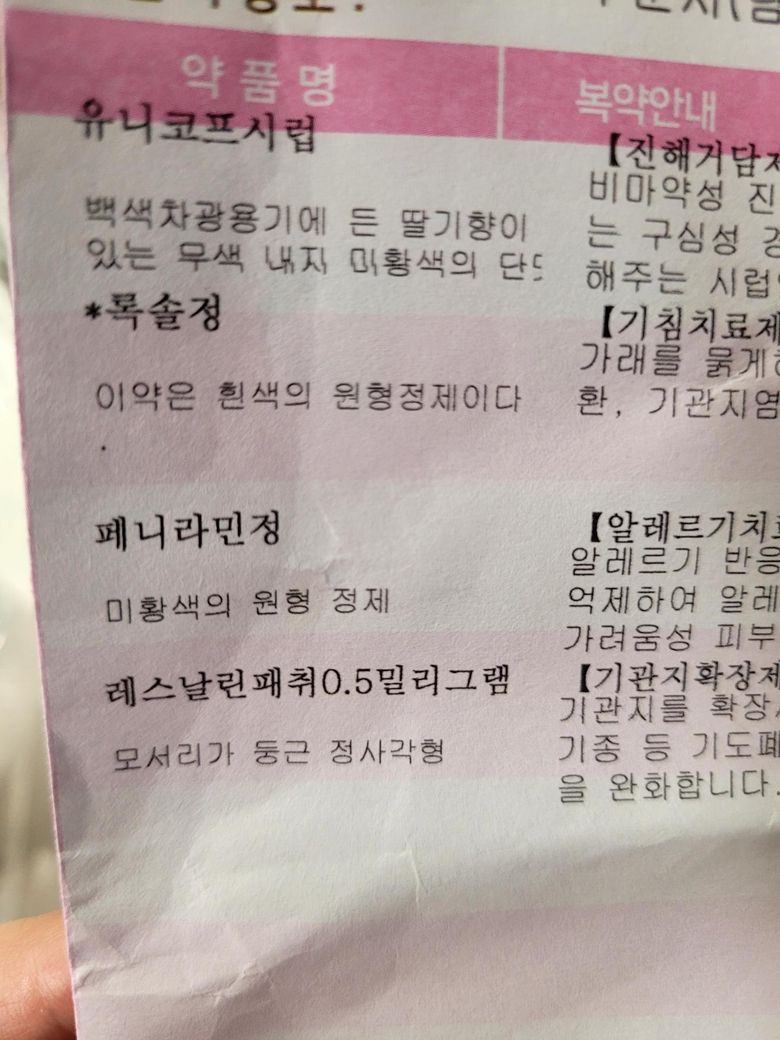 약 품 명
복약안내
유니코프시럽
【진해거담제
비마약성 진
백색차광용기에 든 딸기향이
는 구심성
있는 무색 내지 미황색의
해주는 시럽
*록솔정
【기침치료제
가래를 묽게
이약은 흰색의 원형정제이다
환, 기관지염
.
페니라민정
【알레르기치료
알레르기 반응
미황색의 원형 정제
억제하여 알레
가려움성 피부
레스날린패취0.5밀리그램
【기관지확장제
기관지를 확장
모서리가 둥근 정사각형
기종 등 기도폐
을 완화합니다.